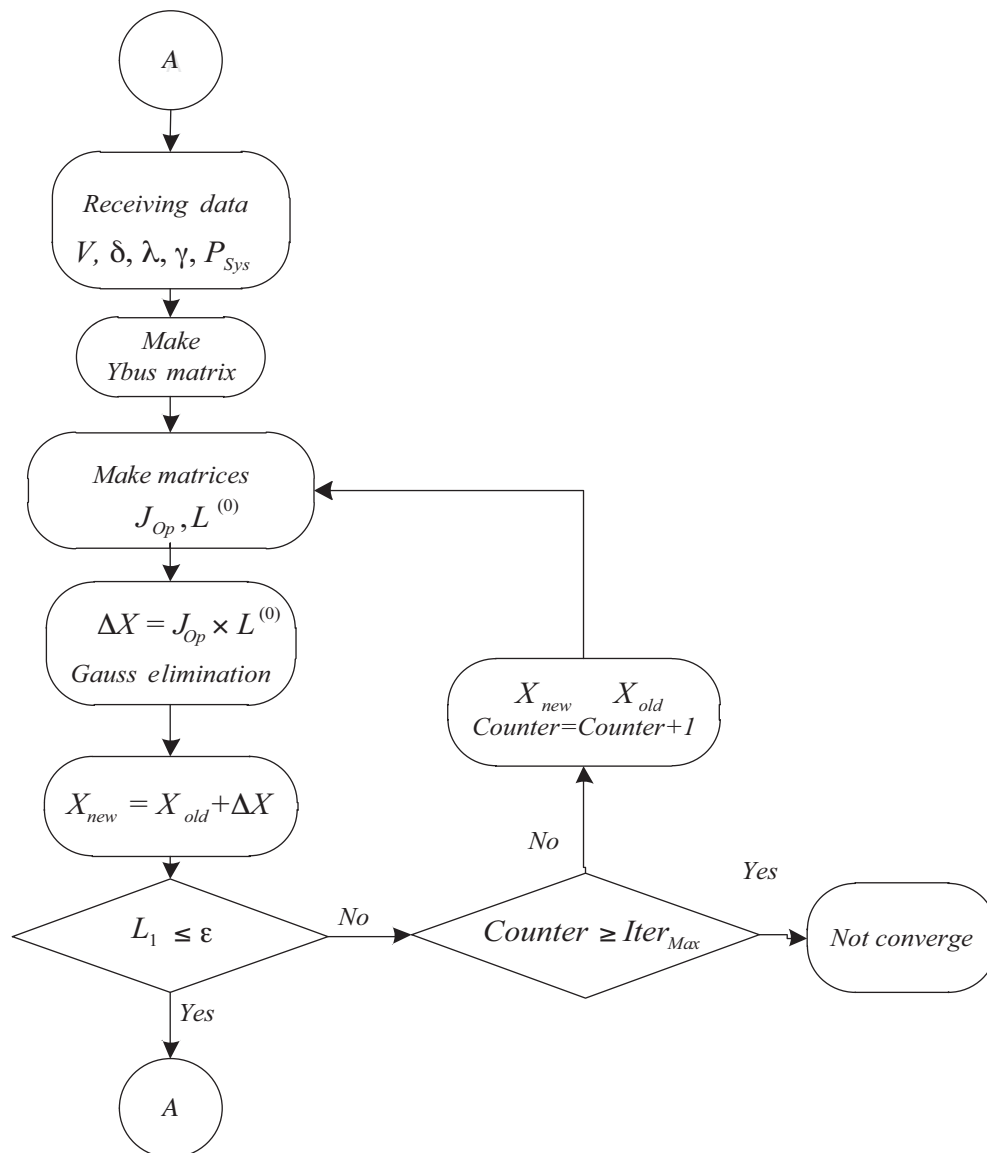 A
Receiving data
V, δ, λ, γ, P_Sys
Make
Ybus matrix
Make matrices
J_Op, L^(0)
ΔX = J_Op × L^(0)
Gauss elimination
X_new = X_old + ΔX
L_1 ≤ ε
No
Yes
A
Counter ≥ Iter_Max
No
X_new X_old
Counter=Counter+1
Yes
Not converge